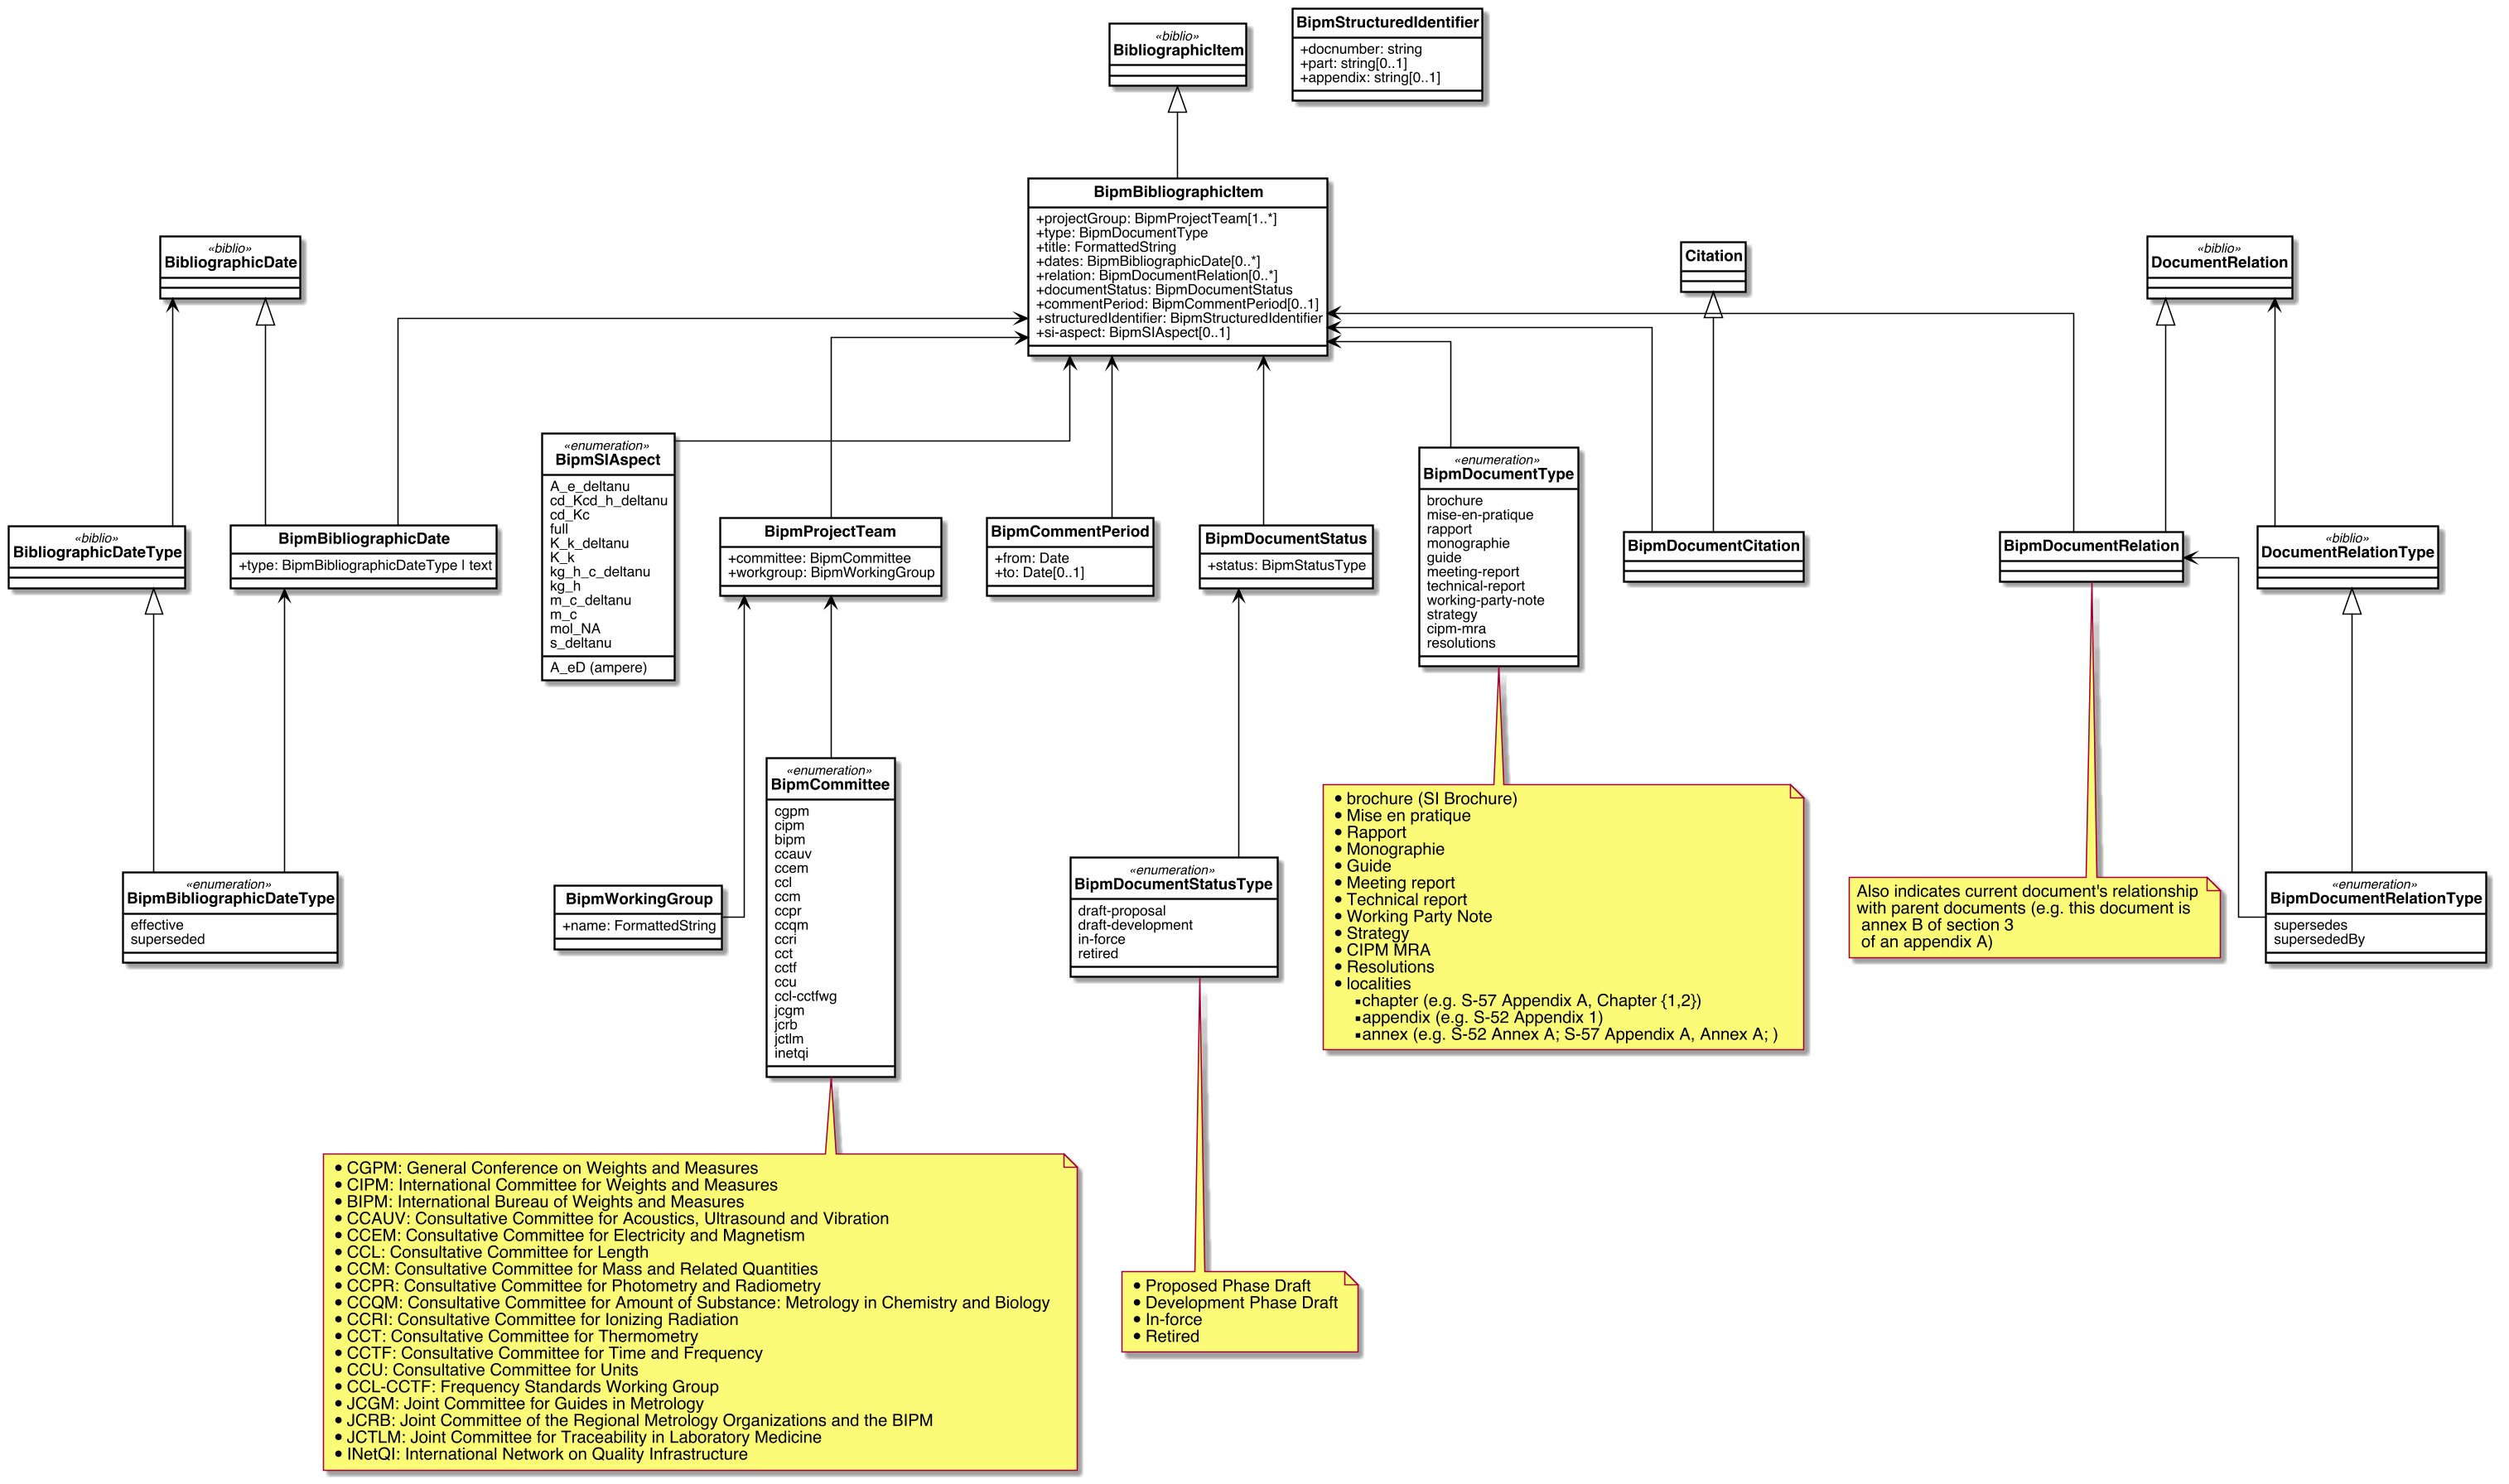 «biblio»
BibliographicItem
BipmStructuredIdentifier
+docnumber: string
+part: string[0..1]
+appendix: string[0..1]
BipmBibliographicItem
+projectGroup: BipmProjectTeam[1..*]
+type: BipmDocumentType
+title: FormattedString
+dates: BipmBibliographicDate[0..*]
+relation: BipmDocumentRelation[0..*]
+documentStatus: BipmDocumentStatus
+commentPeriod: BipmCommentPeriod[0..1]
+structuredIdentifier: BipmStructuredIdentifier
+si-aspect: BipmSIAspect[0..1]
«biblio»
BibliographicDate
Citation
«biblio»
DocumentRelation
«enumeration»
BipmSIAspect
A_e_deltanu
cd_Kcd_h_deltanu
cd_Kc
full
K_k_deltanu
K_k
kg_h_c_deltanu
kg_h
m_c_deltanu
m_c
mol_NA
s_deltanu
A_eD (ampere)
«enumeration»
BipmDocumentType
brochure
mise-en-pratique
rapport
monographie
guide
meeting-report
technical-report
working-party-note
strategy
cipm-mra
resolutions
«biblio»
BibliographicDateType
BipmBibliographicDate
+type: BipmBibliographicDateType | text
BipmProjectTeam
+committee: BipmCommittee
+workgroup: BipmWorkingGroup
BipmCommentPeriod
+from: Date
+to: Date[0..1]
BipmDocumentStatus
+status: BipmStatusType
BipmDocumentCitation
BipmDocumentRelation
«biblio»
DocumentRelationType
«enumeration»
BipmCommittee
cgpm
cipm
bipm
ccauv
ccem
ccl
ccm
ccpr
ccqm
ccri
cct
cctf
ccu
ccl-cctfwg
jcgm
jcrb
jctlm
inetqi
«enumeration»
BipmBibliographicDateType
effective
superseded
BipmWorkingGroup
+name: FormattedString
«enumeration»
BipmDocumentStatusType
draft-proposal
draft-development
in-force
retired
• brochure (SI Brochure)
• Mise en pratique
• Rapport
• Monographie
• Guide
• Meeting report
• Technical report
• Working Party Note
• Strategy
• CIPM MRA
• Resolutions
• localities
▪ chapter (e.g. S-57 Appendix A, Chapter {1,2})
▪ appendix (e.g. S-52 Appendix 1)
▪ annex (e.g. S-52 Annex A; S-57 Appendix A, Annex A; )
Also indicates current document's relationship
with parent documents (e.g. this document is
annex B of section 3
of an appendix A)
«enumeration»
BipmDocumentRelationType
supersedes
supersededBy
• CGPM: General Conference on Weights and Measures
• CIPM: International Committee for Weights and Measures
• BIPM: International Bureau of Weights and Measures
• CCAUV: Consultative Committee for Acoustics, Ultrasound and Vibration
• CCEM: Consultative Committee for Electricity and Magnetism
• CCL: Consultative Committee for Length
• CCM: Consultative Committee for Mass and Related Quantities
• CCPR: Consultative Committee for Photometry and Radiometry
• CCQM: Consultative Committee for Amount of Substance: Metrology in Chemistry and Biology
• CCRI: Consultative Committee for Ionizing Radiation
• CCT: Consultative Committee for Thermometry
• CCTF: Consultative Committee for Time and Frequency
• CCU: Consultative Committee for Units
• CCL-CCTF: Frequency Standards Working Group
• JCGM: Joint Committee for Guides in Metrology
• JCRB: Joint Committee of the Regional Metrology Organizations and the BIPM
• JCTLM: Joint Committee for Traceability in Laboratory Medicine
• INetQI: International Network on Quality Infrastructure
• Proposed Phase Draft
• Development Phase Draft
• In-force
• Retired